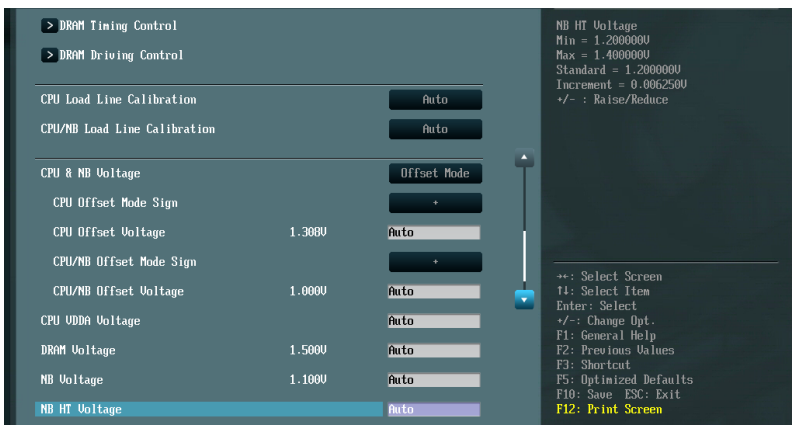 > DRAM Timing Control
> DRAM Driving Control
CPU Load Line Calibration Auto
CPU/NB Load Line Calibration Auto
CPU & NB Voltage Offset Mode
CPU Offset Mode Sign +
CPU Offset Voltage 1.308V Auto
CPU/NB Offset Mode Sign +
CPU/NB Offset Voltage 1.000V Auto
CPU VDDA Voltage Auto
DRAM Voltage 1.500V Auto
NB Voltage 1.100V Auto
NB HT Voltage Auto
NB HT Voltage
Min = 1.200000V
Max = 1.400000V
Standard = 1.200000V
Increment = 0.006250V
+/- : Raise/Reduce
→←: Select Screen
↑↓: Select Item
Enter: Select
+/-: Change Opt.
F1: General Help
F2: Previous Values
F3: Shortcut
F5: Optimized Defaults
F10: Save ESC: Exit
F12: Print Screen